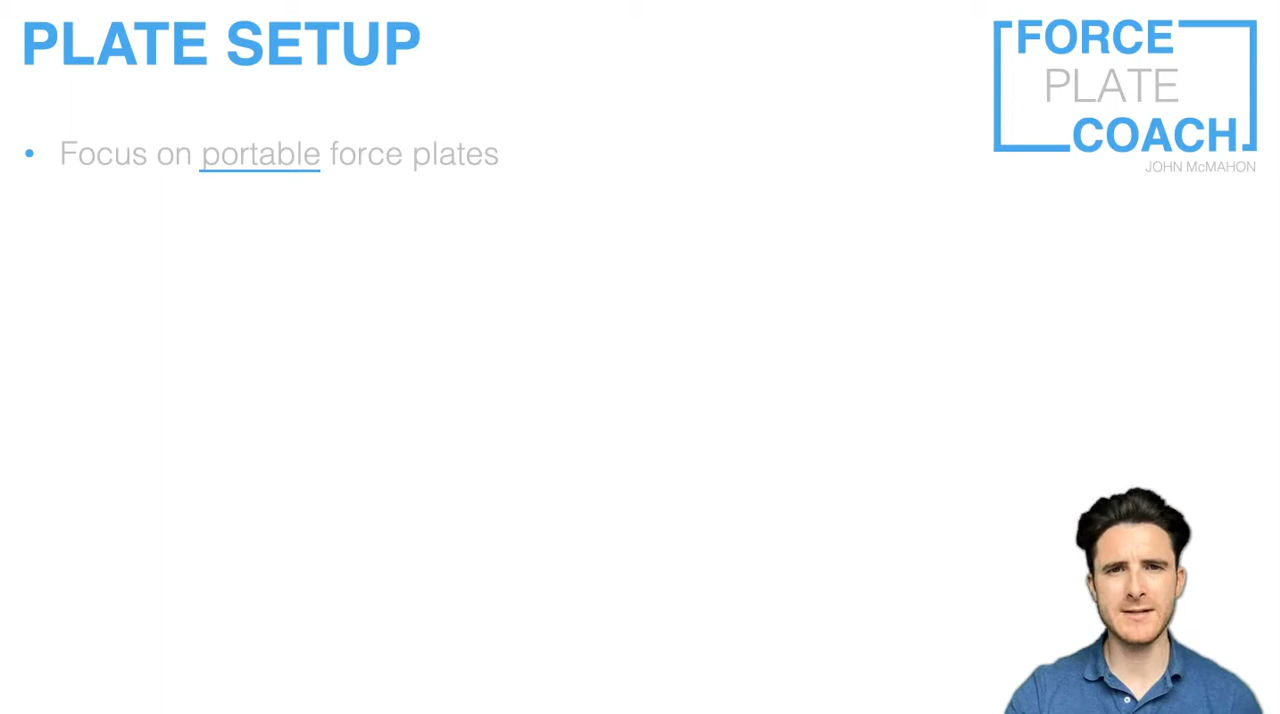 PLATE SETUP
FORCE
PLATE
COACH
JOHN McMAHON
• Focus on portable force plates